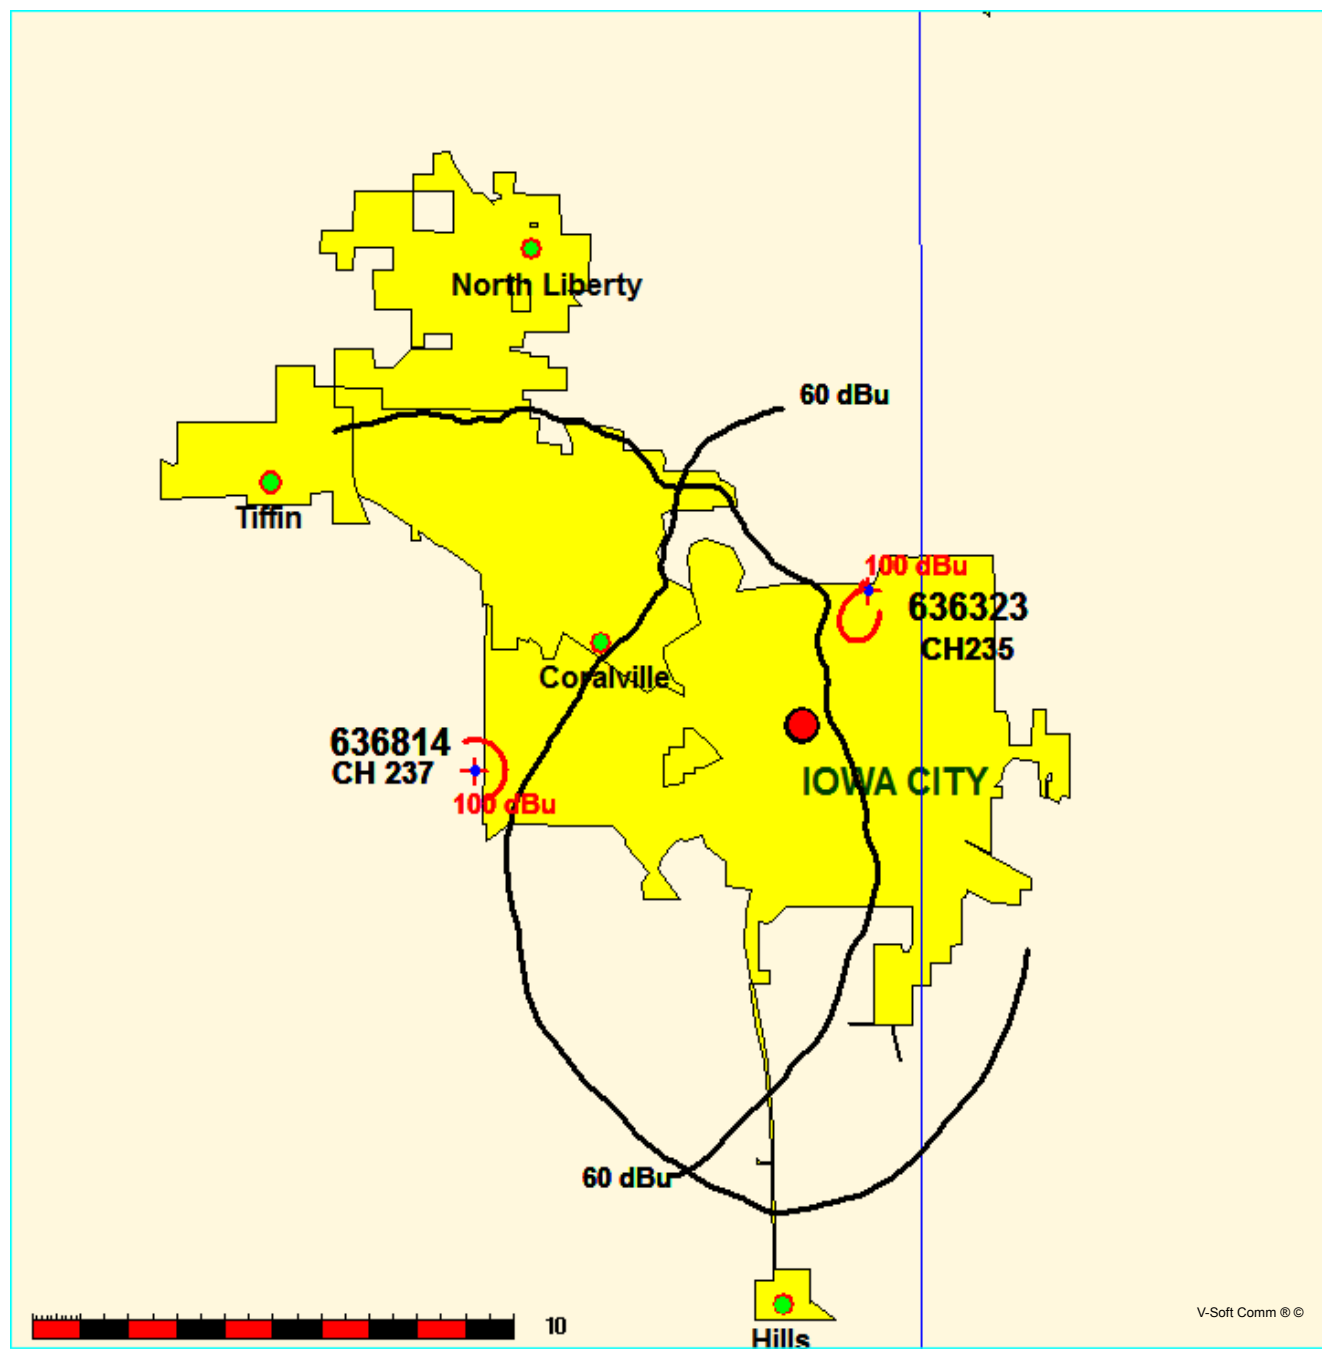 North Liberty
60 dBu
Tiffin
100 dBu
636323
CH235
Coralville
636814
CH 237
100 dBu
IOWA CITY
60 dBu
10
V-Soft Comm ® ©
Hills